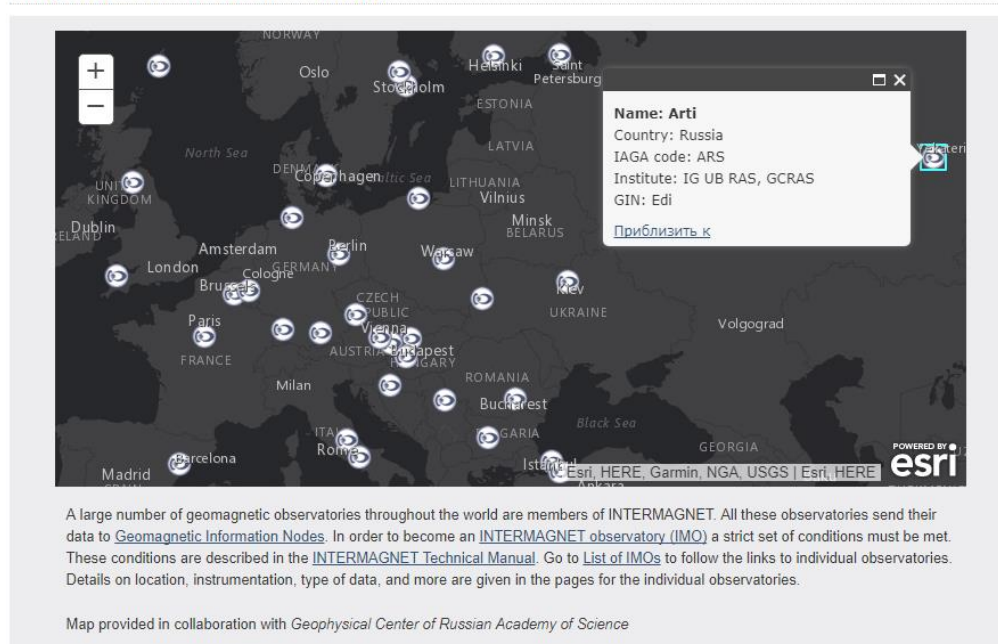 NORWAY
Oslo
Helsinki
Saint
Petersburg
Stockholm
ESTONIA
Name: Arti
Country: Russia
IAGA code: ARS
Institute: IG UB RAS, GCRAS
GIN: Edi
Приблизить к
North Sea
LATVIA
Copenhagen
LITHUANIA
Vilnius
KINGDOM
Dublin
Minsk
BELARUS
Amsterdam
Berlin
Warsaw
London
Cologne
GERMANY
Brussels
CZECH
Kiev
UKRAINE
Volgograd
Paris
FRANCE
Vienna
AUSTRIA
Budapest
Milan
ROMANIA
Bucharest
Black Sea
GEORGIA
Barcelona
Rome
Madrid
Istanbul
Esri, HERE, Garmin, NGA, USGS | Esri, HERE
POWERED BY
esri
A large number of geomagnetic observatories throughout the world are members of INTERMAGNET. All these observatories send their
data to Geomagnetic Information Nodes. In order to become an INTERMAGNET observatory (IMO) a strict set of conditions must be met.
These conditions are described in the INTERMAGNET Technical Manual. Go to List of IMOs to follow the links to individual observatories.
Details on location, instrumentation, type of data, and more are given in the pages for the individual observatories.
Map provided in collaboration with Geophysical Center of Russian Academy of Science